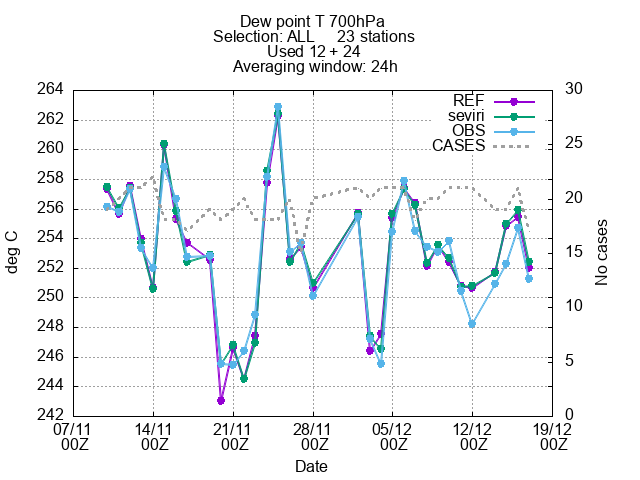 Dew point T 700hPa
Selection: ALL 23 stations
Used 12 + 24
Averaging window: 24h
REF
seviri
OBS
CASES
264
262
260
258
256
254
252
250
248
246
244
242
deg C
30
25
20
15
10
5
0
No cases
07/11 14/11 21/11 28/11 05/12 12/12 19/12
00Z 00Z 00Z 00Z 00Z 00Z 00Z
Date